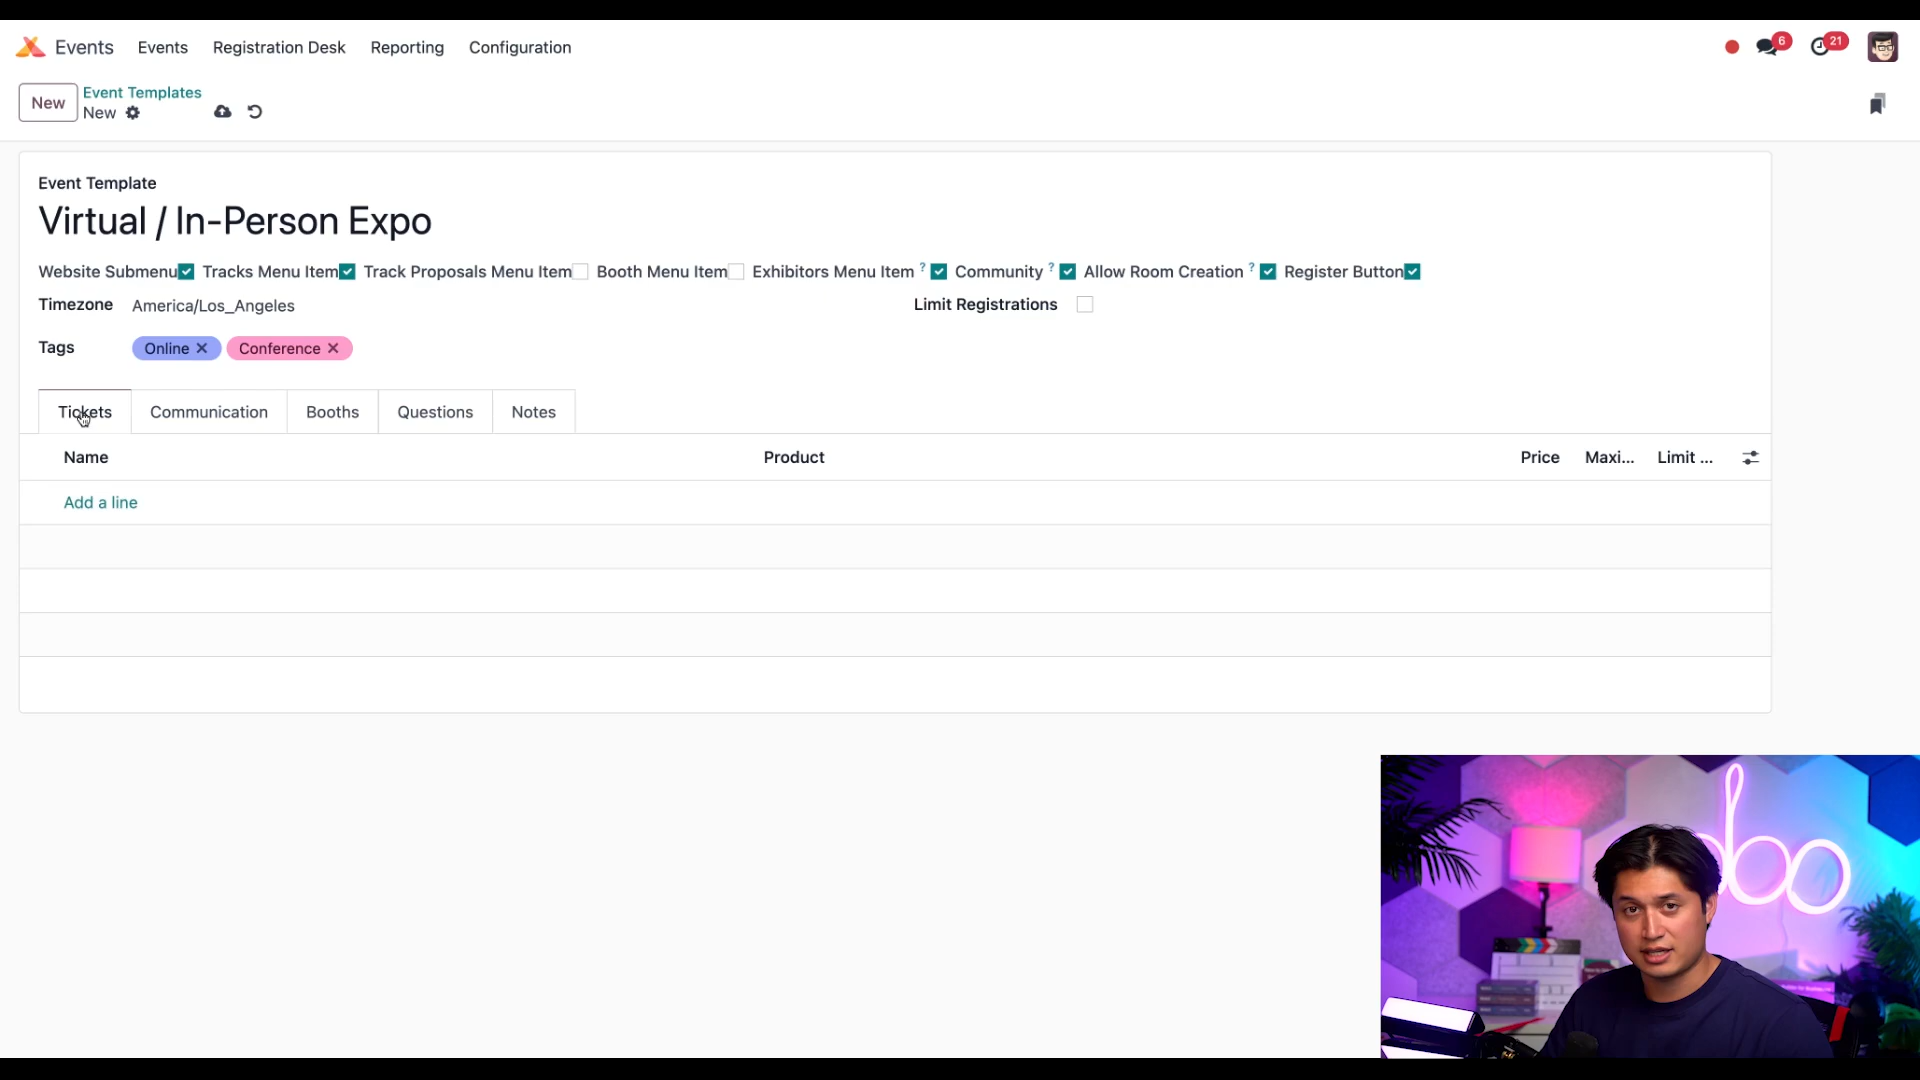 Events Events Registration Desk Reporting Configuration 6 21
New Event Templates
New
Event Template
Virtual / In-Person Expo
Website Submenu Tracks Menu Item Track Proposals Menu Item Booth Menu Item Exhibitors Menu Item ? Community ? Allow Room Creation ? Register Button
Timezone America/Los_Angeles Limit Registrations
Tags Online Conference
Tickets Communication Booths Questions Notes
Name Product Price Maxi... Limit ...
Add a line